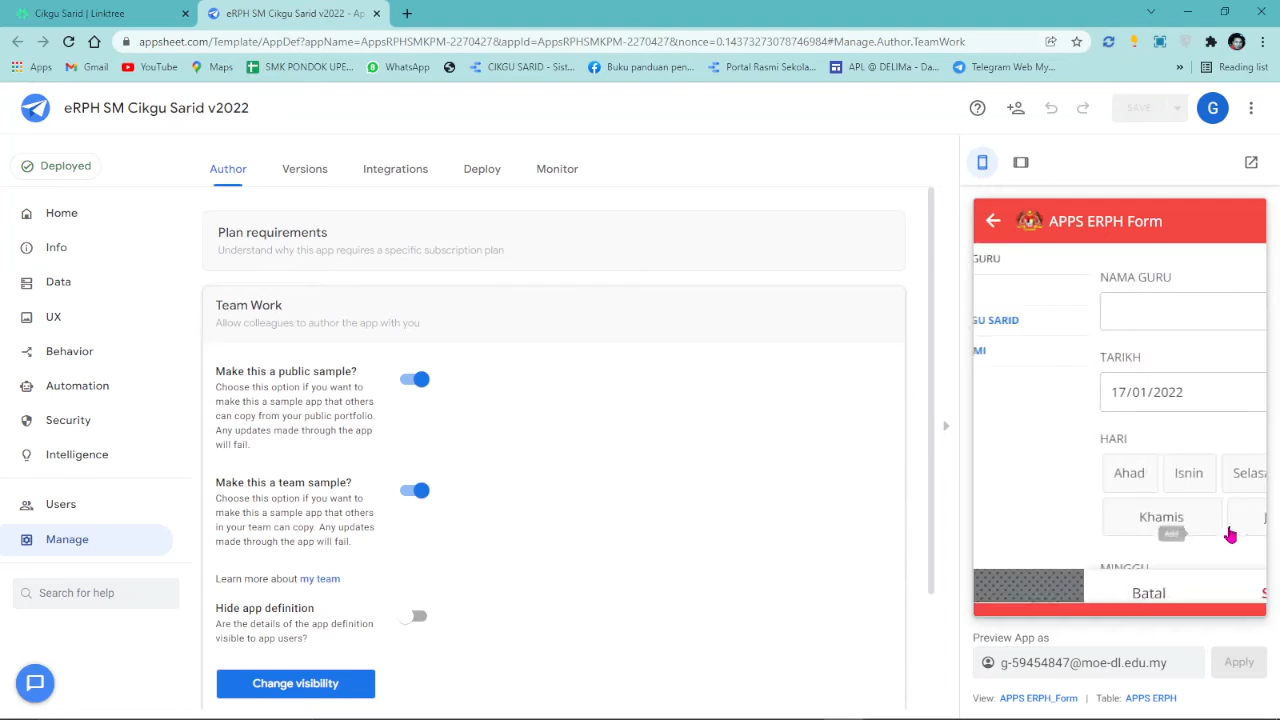 Cikgu Sarid | Linktree
eRPH SM Cikgu Sarid v2022 - Ap
appsheet.com/Template/AppDef?appName=AppsRPHSMKPM-2270427&appId=AppsRPHSMKPM-2270427&nonce=0.14373273078746984#Manage.Author.TeamWork
Apps
Gmail
YouTube
Maps
SMK PONDOK UPE...
WhatsApp
CIKGU SARID - Sist...
Buku panduan pen...
Portal Rasmi Sekola...
APL @ DELIMa - Da...
Telegram Web My...
»
Reading list
eRPH SM Cikgu Sarid v2022
SAVE
G
Deployed
Author
Versions
Integrations
Deploy
Monitor
Home
Info
Data
UX
Behavior
Automation
Security
Intelligence
Users
Manage
Search for help
Plan requirements
Understand why this app requires a specific subscription plan
Team Work
Allow colleagues to author the app with you
Make this a public sample?
Choose this option if you want to
make this a sample app that others
can copy from your public portfolio.
Any updates made through the app
will fail.
Make this a team sample?
Choose this option if you want to
make this a sample app that others
in your team can copy. Any updates
made through the app will fail.
Learn more about my team
Hide app definition
Are the details of the app definition
visible to app users?
Change visibility
APPS ERPH Form
GURU
GU SARID
MI
NAMA GURU
TARIKH
17/01/2022
HARI
Ahad
Isnin
Selasa
Khamis
J
Add
MINGGU
Batal
S
Preview App as
g-59454847@moe-dl.edu.my
Apply
View: APPS ERPH_Form | Table: APPS ERPH